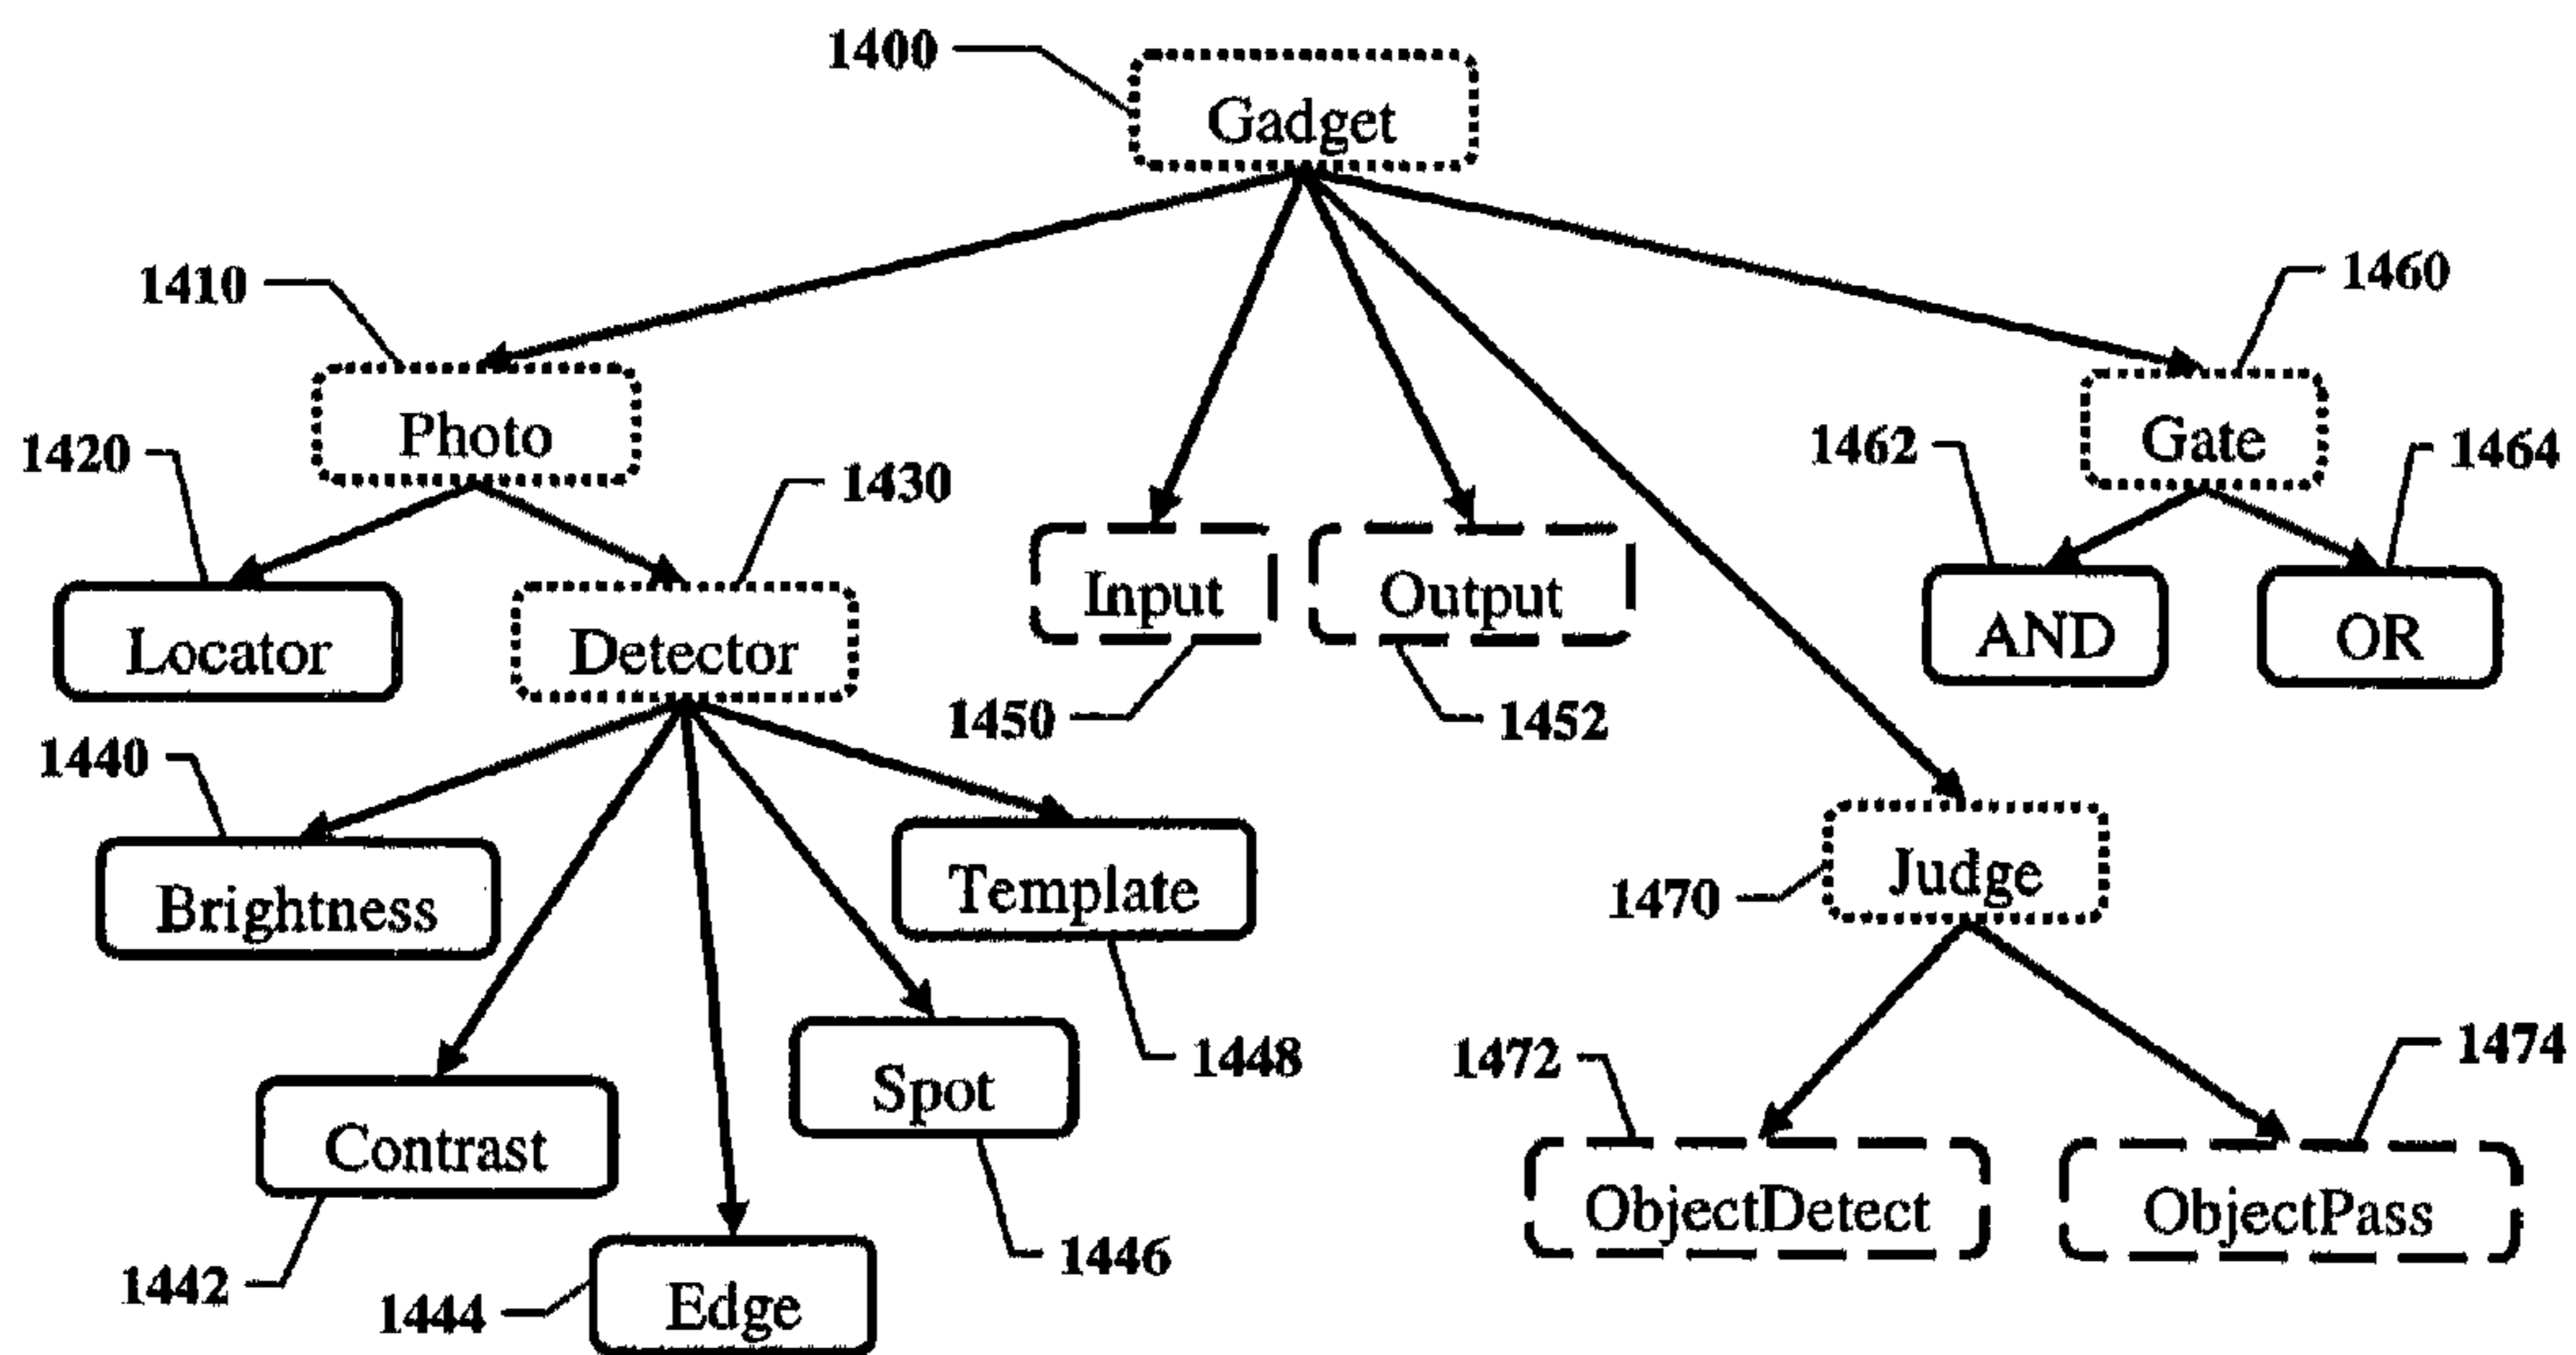 1400
Gadget
1410
1460
Photo
Gate
1420
1430
1462
1464
Input
Output
AND
OR
Locator
Detector
1450
1452
1440
Template
Judge
1470
Brightness
Spot
1448
1472
1474
Contrast
ObjectDetect
ObjectPass
1446
1442
1444
Edge